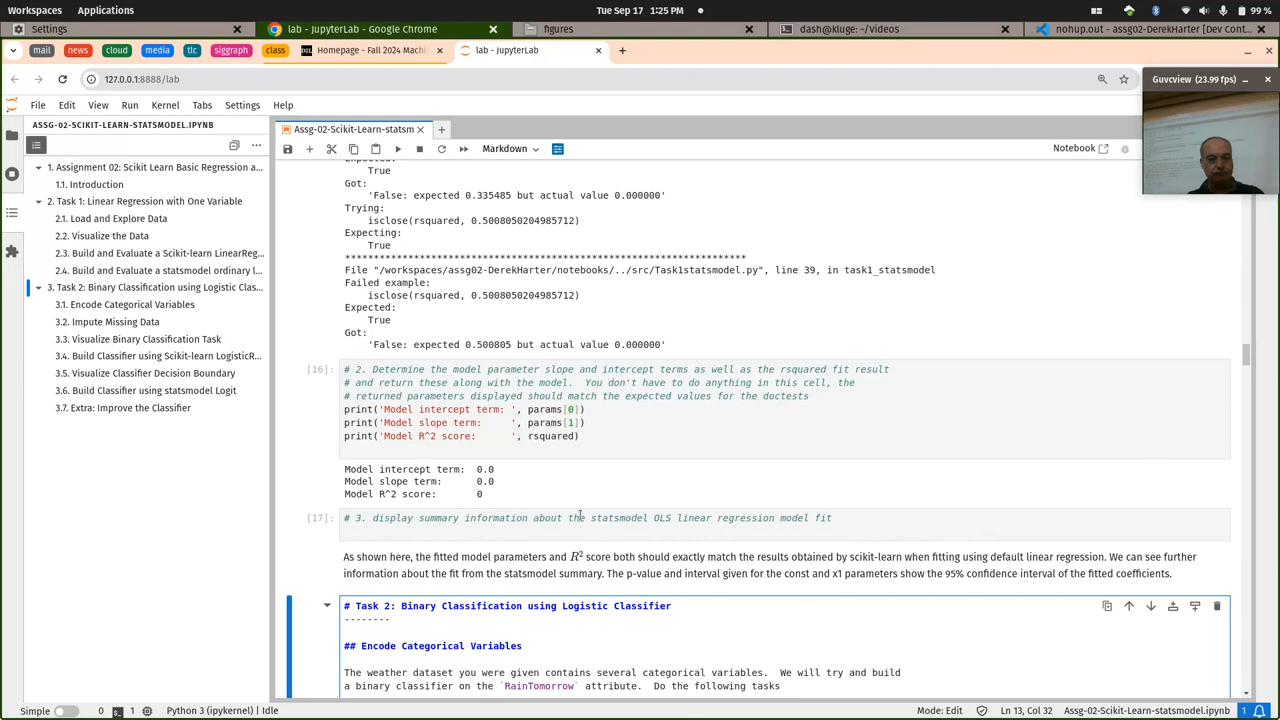 Workspaces
Applications
Tue Sep 17
1:25 PM
99 %
Settings
lab - JupyterLab - Google Chrome
figures
dash@kluge: ~/Videos
nohup.out - assg02-DerekHarter [Dev Cont...
mail
news
cloud
media
tlc
siggraph
class
Homepage - Fall 2024 Machi
lab - JupyterLab
127.0.0.1:8888/lab
Guvcview (23.99 fps)
File
Edit
View
Run
Kernel
Tabs
Settings
Help
ASSG-02-SCIKIT-LEARN-STATSMODEL.IPYNB
Assg-02-Scikit-Learn-statsm
Markdown
Notebook
1. Assignment 02: Scikit Learn Basic Regression a...
1.1. Introduction
2. Task 1: Linear Regression with One Variable
2.1. Load and Explore Data
2.2. Visualize the Data
2.3. Build and Evaluate a Scikit-learn LinearReg...
2.4. Build and Evaluate a statsmodel ordinary l...
3. Task 2: Binary Classification using Logistic Clas...
3.1. Encode Categorical Variables
3.2. Impute Missing Data
3.3. Visualize Binary Classification Task
3.4. Build Classifier using Scikit-learn LogisticR...
3.5. Visualize Classifier Decision Boundary
3.6. Build Classifier using statsmodel Logit
3.7. Extra: Improve the Classifier
Expected:
True
Got:
'False: expected 0.335485 but actual value 0.000000'
Trying:
isclose(rsquared, 0.5008050204985712)
Expecting:
True
**********************************************************************
File "/workspaces/assg02-DerekHarter/notebooks/../src/Task1statsmodel.py", line 39, in task1_statsmodel
Failed example:
isclose(rsquared, 0.5008050204985712)
Expected:
True
Got:
'False: expected 0.500805 but actual value 0.000000'
[16]:
# 2. Determine the model parameter slope and intercept terms as well as the rsquared fit result
# and return these along with the model.  You don't have to do anything in this cell, the
# returned parameters displayed should match the expected values for the doctests
print('Model intercept term: ', params[0])
print('Model slope term:     ', params[1])
print('Model R^2 score:      ', rsquared)
Model intercept term:  0.0
Model slope term:      0.0
Model R^2 score:       0
[17]:
# 3. display summary information about the statsmodel OLS linear regression model fit
As shown here, the fitted model parameters and R² score both should exactly match the results obtained by scikit-learn when fitting using default linear regression. We can see further
information about the fit from the statsmodel summary. The p-value and interval given for the const and x1 parameters show the 95% confidence interval of the fitted coefficients.
# Task 2: Binary Classification using Logistic Classifier
--------
## Encode Categorical Variables
The weather dataset you were given contains several categorical variables.  We will try and build
a binary classifier on the `RainTomorrow` attribute.  Do the following tasks
Simple
0
1
Python 3 (ipykernel) | Idle
Mode: Edit
Ln 13, Col 32
Assg-02-Scikit-Learn-statsmodel.ipynb
1